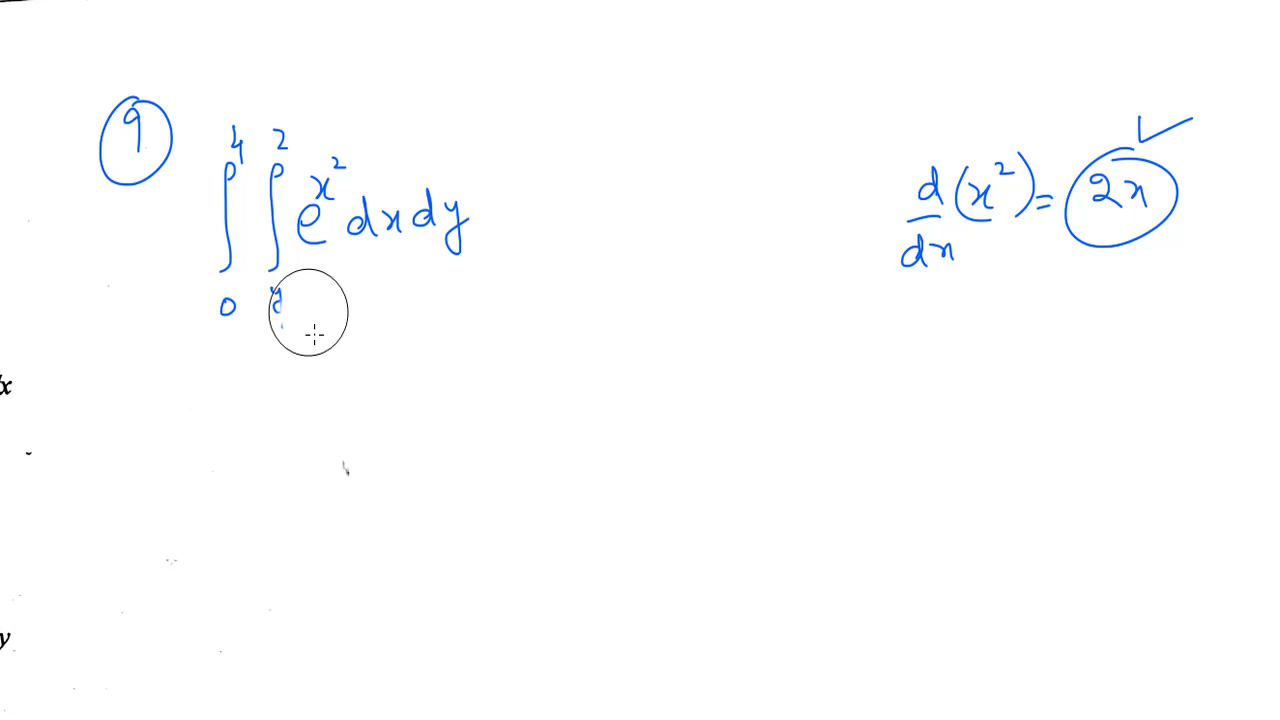 9
∫₀⁴ ∫ᵧ² e^{x²} dx dy
d/dx (x²) = 2x ✓
x
y